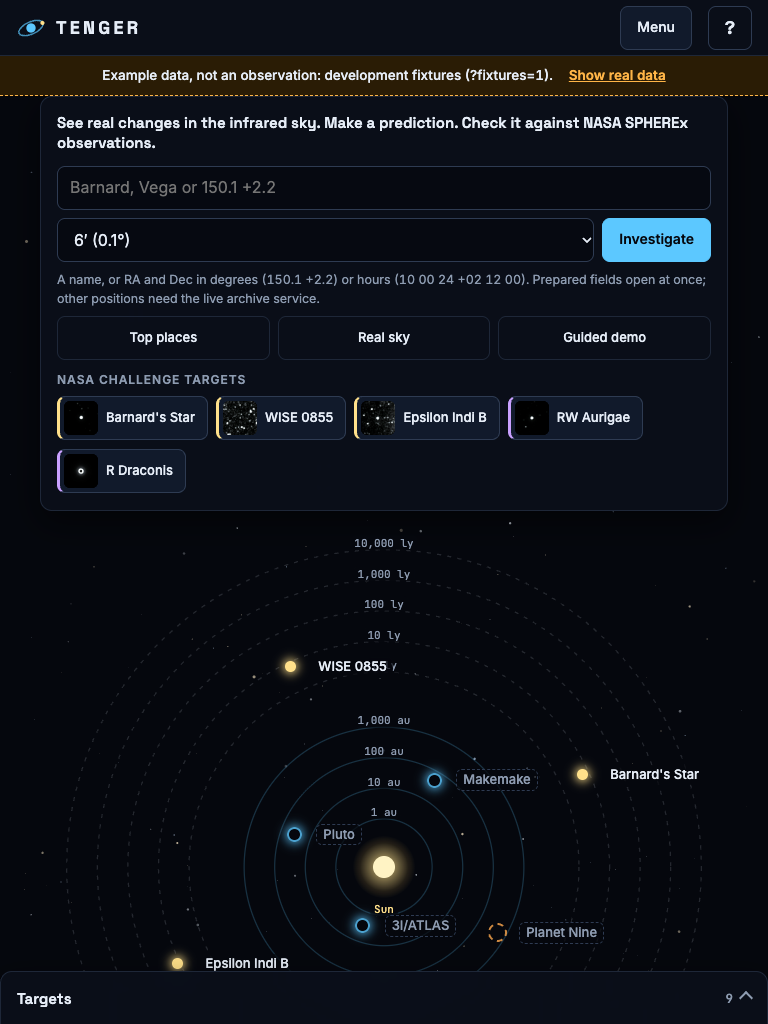 TENGER
Menu
?
Example data, not an observation: development fixtures (?fixtures=1). Show real data
See real changes in the infrared sky. Make a prediction. Check it against NASA SPHEREx
observations.
Barnard, Vega or 150.1 +2.2
6′ (0.1°)
Investigate
A name, or RA and Dec in degrees (150.1 +2.2) or hours (10 00 24 +02 12 00). Prepared fields open at once;
other positions need the live archive service.
Top places
Real sky
Guided demo
NASA CHALLENGE TARGETS
Barnard's Star
WISE 0855
Epsilon Indi B
RW Aurigae
R Draconis
10,000 ly
1,000 ly
100 ly
10 ly
WISE 0855
1,000 au
100 au
Makemake
Barnard's Star
10 au
1 au
Pluto
Sun
3I/ATLAS
Planet Nine
Epsilon Indi B
Targets
9